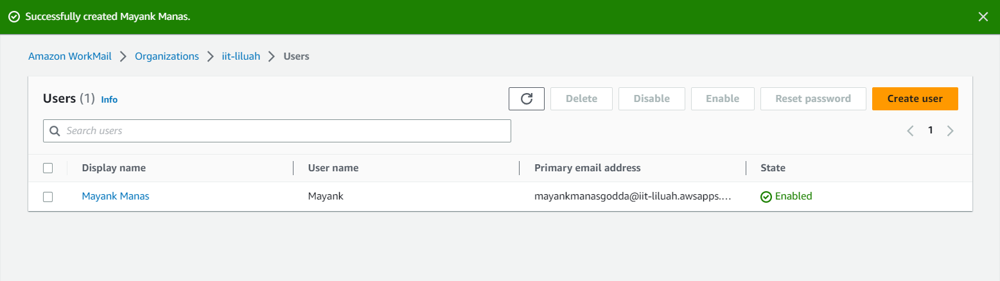 Successfully created Mayank Manas.
Amazon WorkMail > Organizations > iit-liluah > Users
Users (1) Info
Delete Disable Enable Reset password Create user
Search users
1
Display name User name Primary email address State
Mayank Manas Mayank mayankmanasgodda@iit-liluah.awsapps.... Enabled